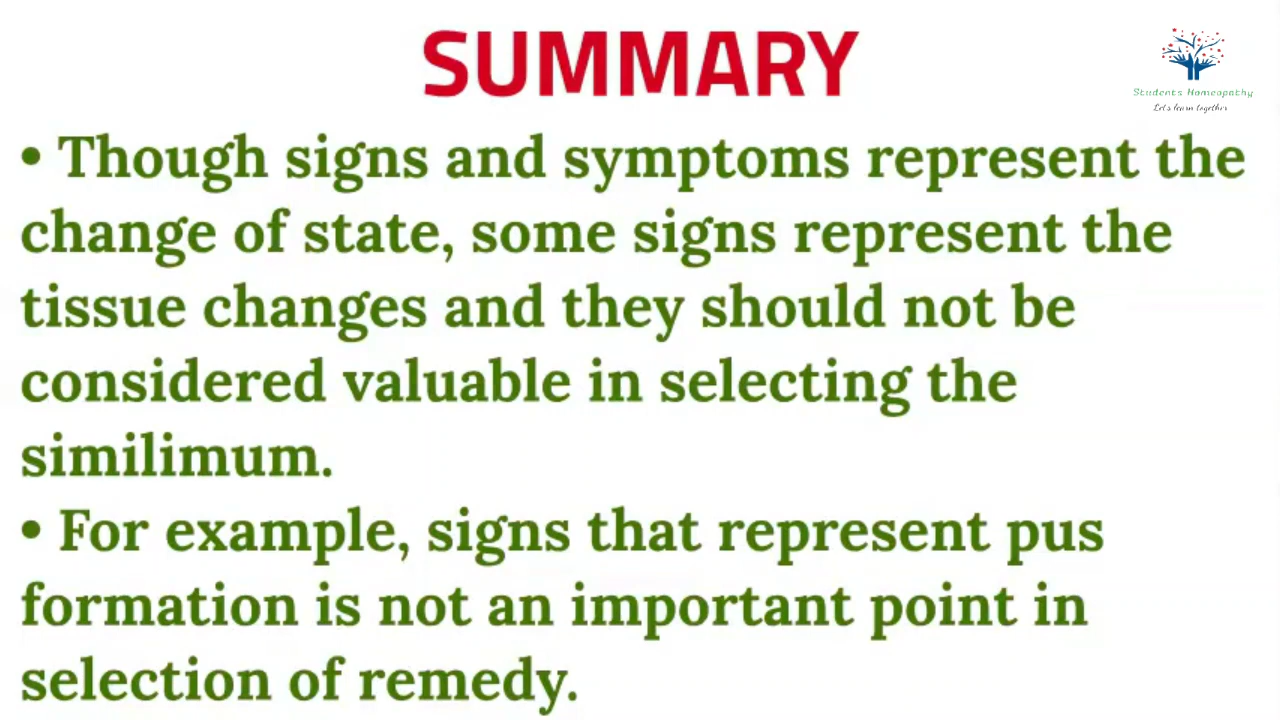 SUMMARY
Students Homeopathy
Let's learn together
• Though signs and symptoms represent the
change of state, some signs represent the
tissue changes and they should not be
considered valuable in selecting the
similimum.
• For example, signs that represent pus
formation is not an important point in
selection of remedy.